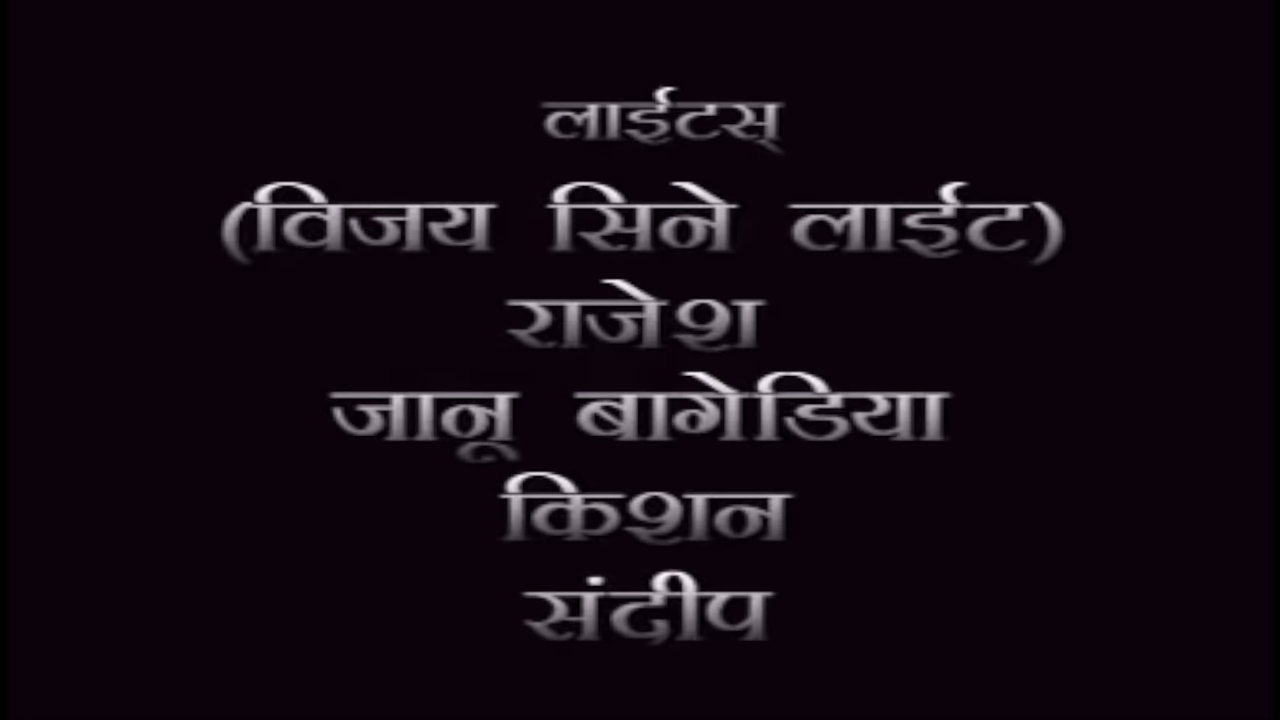 लाईटस्
(विजय सिने लाईट)
राजेश
जानू बागेडिया
किशन
संदीप